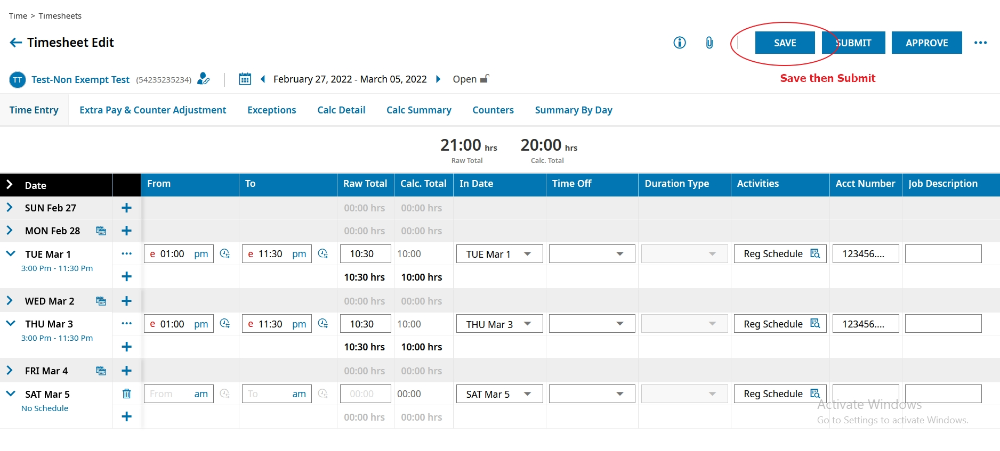 Time > Timesheets
Timesheet Edit
SAVE SUBMIT APPROVE
TT Test-Non Exempt Test (54235235234) February 27, 2022 - March 05, 2022 Open
Save then Submit
Time Entry Extra Pay & Counter Adjustment Exceptions Calc Detail Calc Summary Counters Summary By Day
21:00 hrs 20:00 hrs
Raw Total Calc. Total
Date From To Raw Total Calc. Total In Date Time Off Duration Type Activities Acct Number Job Description
SUN Feb 27 00:00 hrs 00:00 hrs
MON Feb 28 00:00 hrs 00:00 hrs
TUE Mar 1 e 01:00 pm e 11:30 pm 10:30 10:00 TUE Mar 1 Reg Schedule 123456....
3:00 Pm - 11:30 Pm
10:30 hrs 10:00 hrs
WED Mar 2 00:00 hrs 00:00 hrs
THU Mar 3 e 01:00 pm e 11:30 pm 10:30 10:00 THU Mar 3 Reg Schedule 123456....
3:00 Pm - 11:30 Pm
10:30 hrs 10:00 hrs
FRI Mar 4 00:00 hrs 00:00 hrs
SAT Mar 5 From am To am 00:00 00:00 SAT Mar 5 Reg Schedule
No Schedule
00:00 hrs 00:00 hrs
Activate Windows
Go to Settings to activate Windows.